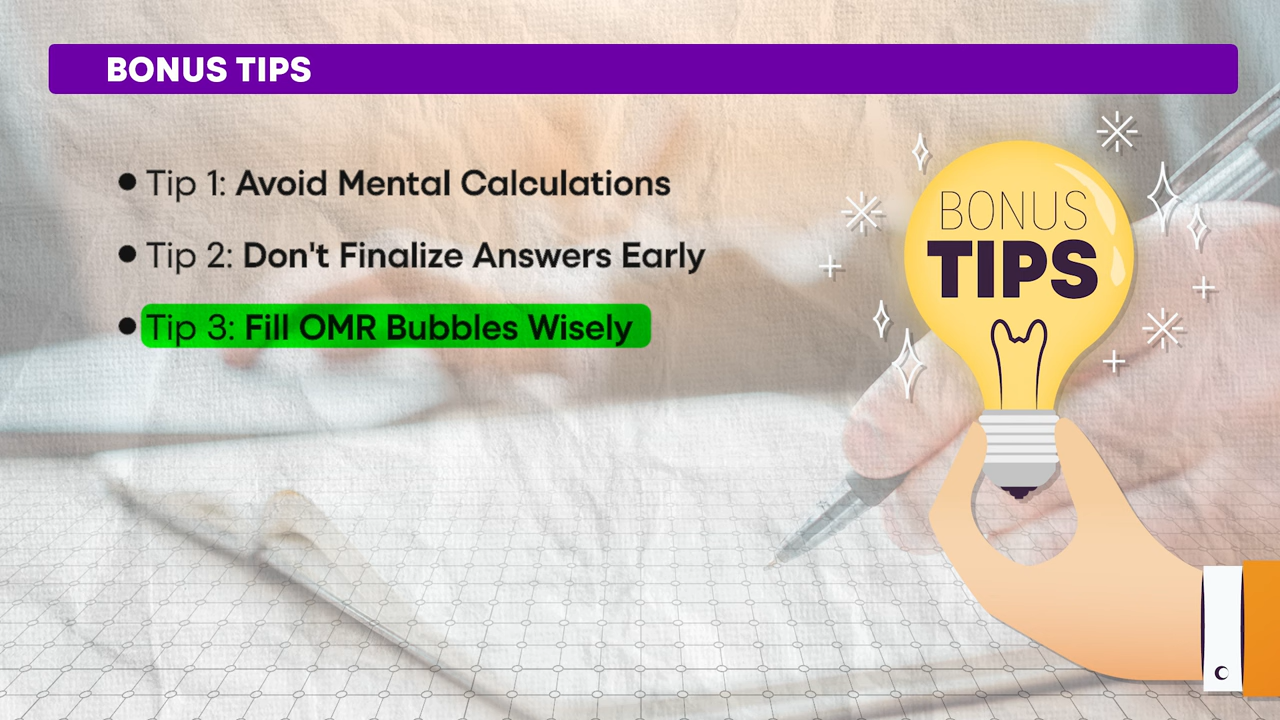 BONUS TIPS
● Tip 1: Avoid Mental Calculations
● Tip 2: Don't Finalize Answers Early
● Tip 3: Fill OMR Bubbles Wisely
BONUS
TIPS